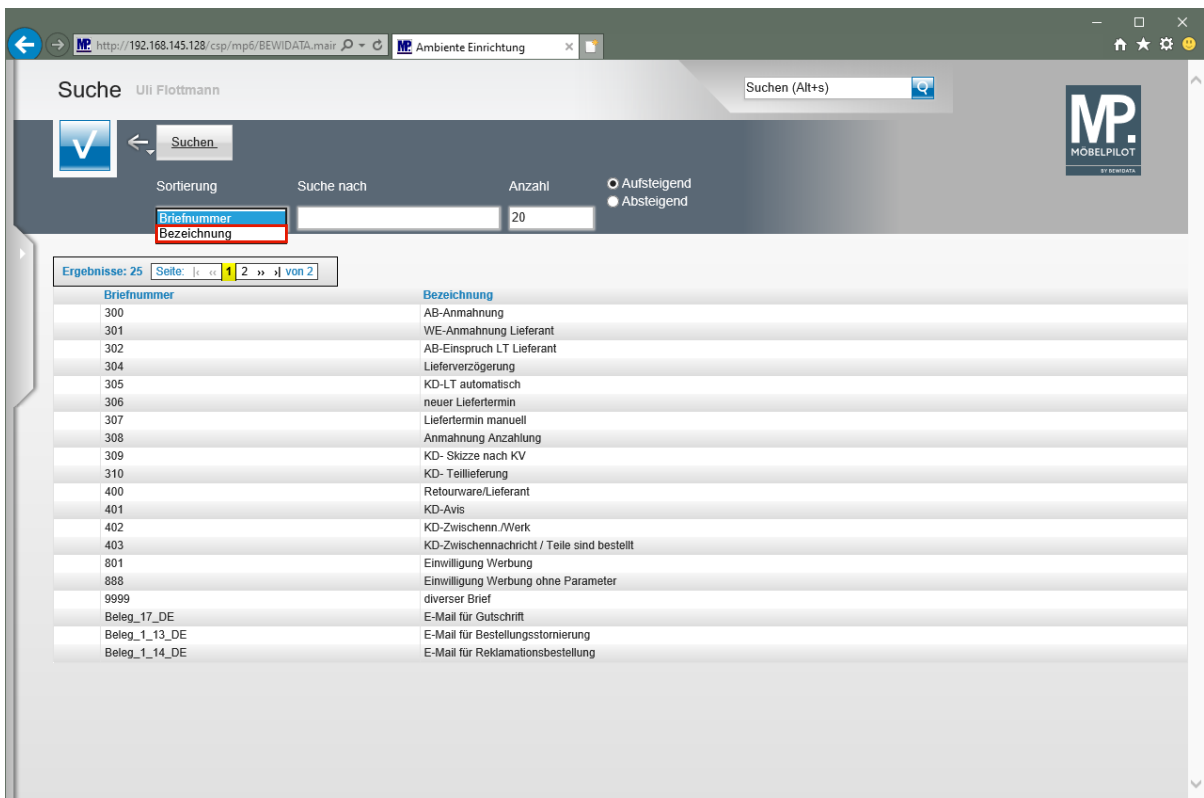 http://192.168.145.128/csp/mp6/BEWIDATA.mair
MP. Ambiente Einrichtung
Suche Uli Flottmann
Suchen (Alt+s)
MP.
MÖBELPILOT
BY BEWIDATA
Suchen
Sortierung Suche nach Anzahl Aufsteigend
Absteigend
Briefnummer 20
Bezeichnung
Ergebnisse: 25 Seite: |‹ ‹‹ 1 2 ›› ›| von 2
Briefnummer Bezeichnung
300 AB-Anmahnung
301 WE-Anmahnung Lieferant
302 AB-Einspruch LT Lieferant
304 Lieferverzögerung
305 KD-LT automatisch
306 neuer Liefertermin
307 Liefertermin manuell
308 Anmahnung Anzahlung
309 KD- Skizze nach KV
310 KD- Teillieferung
400 Retourware/Lieferant
401 KD-Avis
402 KD-Zwischenn./Werk
403 KD-Zwischennachricht / Teile sind bestellt
801 Einwilligung Werbung
888 Einwilligung Werbung ohne Parameter
9999 diverser Brief
Beleg_17_DE E-Mail für Gutschrift
Beleg_1_13_DE E-Mail für Bestellungsstornierung
Beleg_1_14_DE E-Mail für Reklamationsbestellung